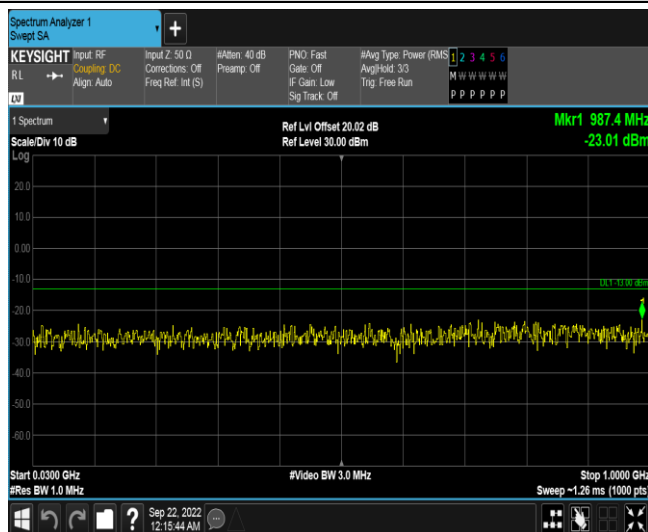 Spectrum Analyzer 1
Swept SA
KEYSIGHT Input: RF Input Z: 50 Ω #Atten: 40 dB PNO: Fast #Avg Type: Power (RMS 1 2 3 4 5 6
RL Coupling: DC Corrections: Off Preamp: Off Gate: Off Avg|Hold: 3/3 M W W W W W
Align: Auto Freq Ref: Int (S) IF Gain: Low Trig: Free Run
Sig Track: Off P P P P P P
1 Spectrum Ref Lvl Offset 20.02 dB Mkr1 987.4 MHz
Scale/Div 10 dB Ref Level 30.00 dBm -23.01 dBm
Log
20.0
10.0
0.00
-10.0
DL1 -13.00 dBm
-20.0
-30.0
-40.0
-50.0
-60.0
Start 0.0300 GHz #Video BW 3.0 MHz Stop 1.0000 GHz
#Res BW 1.0 MHz Sweep ~1.26 ms (1000 pts)
? Sep 22, 2022
12:15:44 AM